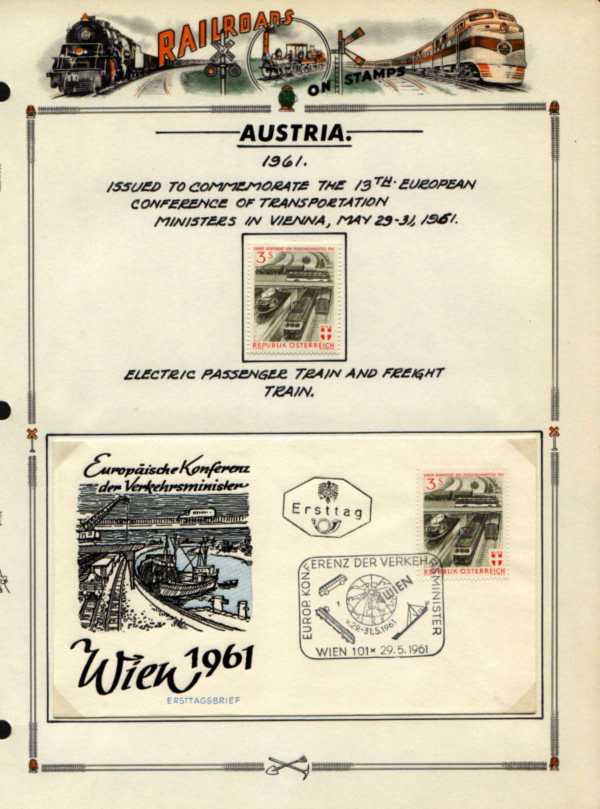 RAILROADS
ON STAMPS
AUSTRIA.
1961.
ISSUED TO COMMEMORATE THE 13TH. EUROPEAN
CONFERENCE OF TRANSPORTATION
MINISTERS IN VIENNA, MAY 29-31, 1961.
3 S
REPUBLIK ÖSTERREICH
ELECTRIC PASSENGER TRAIN AND FREIGHT
TRAIN.
Europäische Konferenz
der Verkehrsminister
Wien 1961
ERSTTAGSBRIEF
Ersttag
3 S
REPUBLIK ÖSTERREICH
EUROP. KONFERENZ DER VERKEHRSMINISTER
WIEN
29.-31.5.1961
WIEN 101 × 29.5.1961